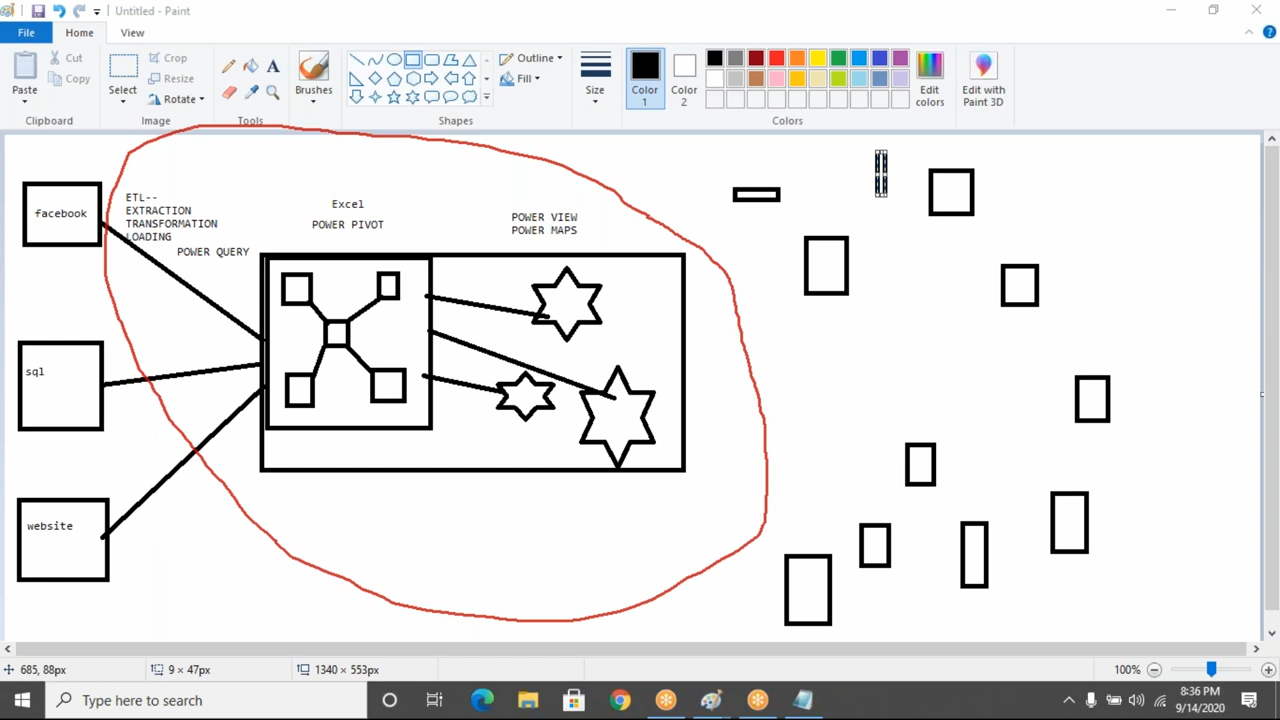 Untitled - Paint
File
Home
View
Paste
Cut
Copy
Clipboard
Select
Crop
Resize
Rotate
Image
Tools
Brushes
Outline
Fill
Shapes
Size
Color 1
Color 2
Edit colors
Colors
Edit with Paint 3D
facebook
ETL--
EXTRACTION
TRANSFORMATION
LOADING
POWER QUERY
Excel
POWER PIVOT
POWER VIEW
POWER MAPS
sql
website
685, 88px
9 × 47px
1340 × 553px
100%
Type here to search
8:36 PM
9/14/2020